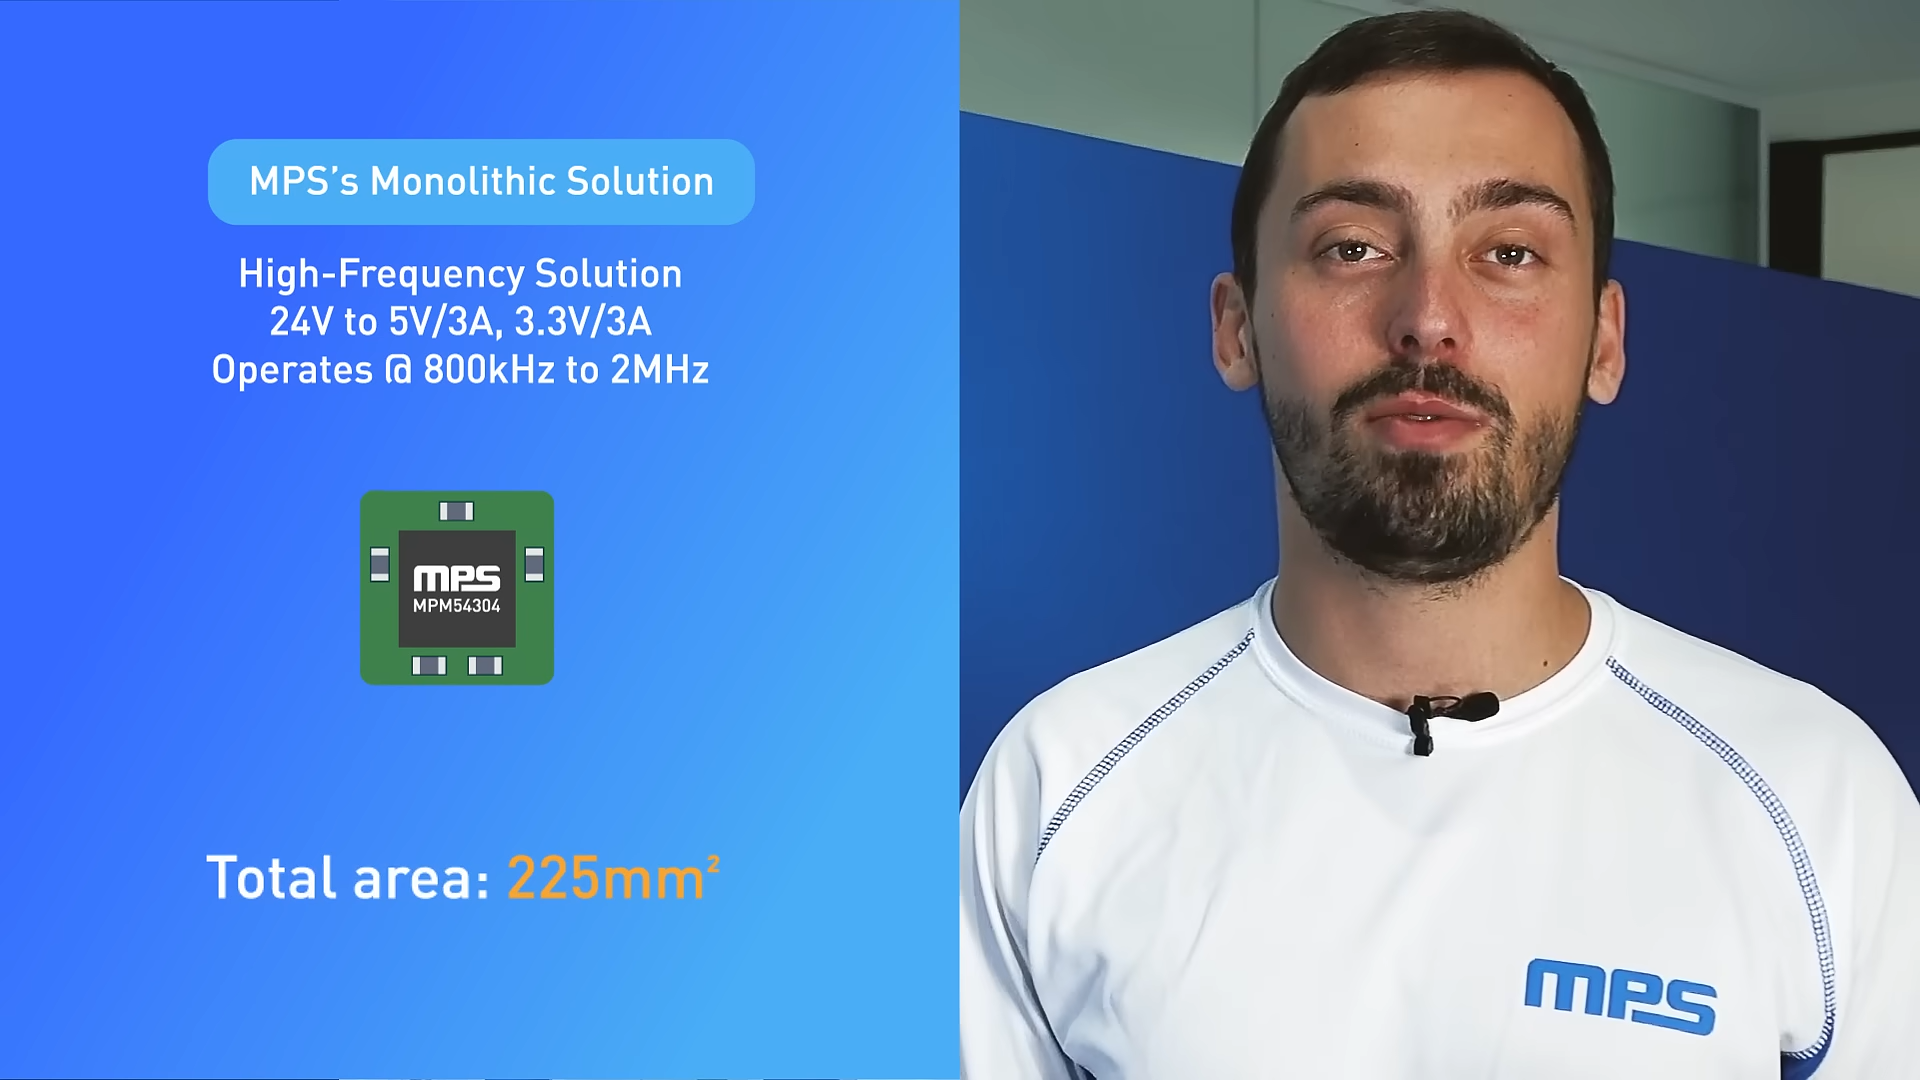 MPS's Monolithic Solution
High-Frequency Solution
24V to 5V/3A, 3.3V/3A
Operates @ 800kHz to 2MHz
MPS
MPM54304
Total area: 225mm²
MPS